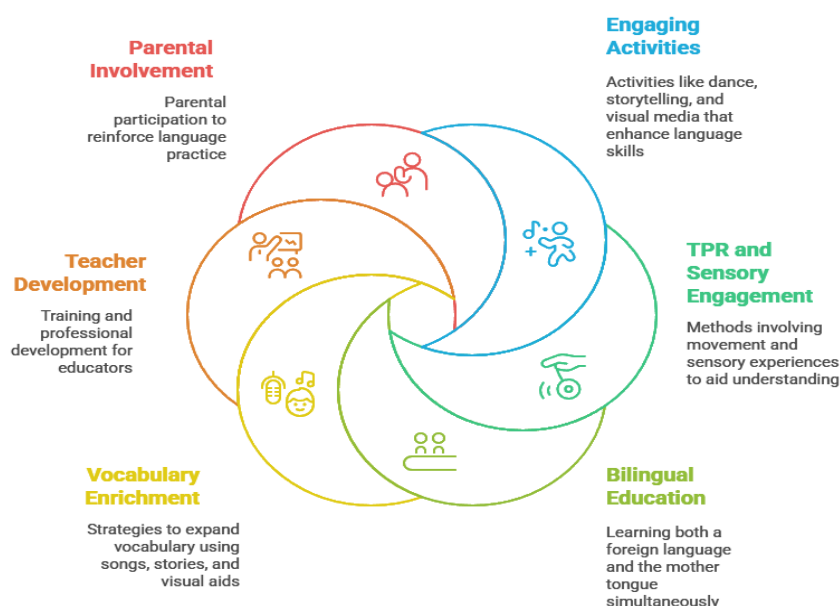 Parental
Involvement
Parental
participation to
reinforce language
practice
Engaging
Activities
Activities like dance,
storytelling, and
visual media that
enhance language
skills
Teacher
Development
Training and
professional
development for
educators
TPR and
Sensory
Engagement
Methods involving
movement and
sensory experiences
to aid understanding
Vocabulary
Enrichment
Strategies to expand
vocabulary using
songs, stories, and
visual aids
Bilingual
Education
Learning both a
foreign language
and the mother
tongue
simultaneously